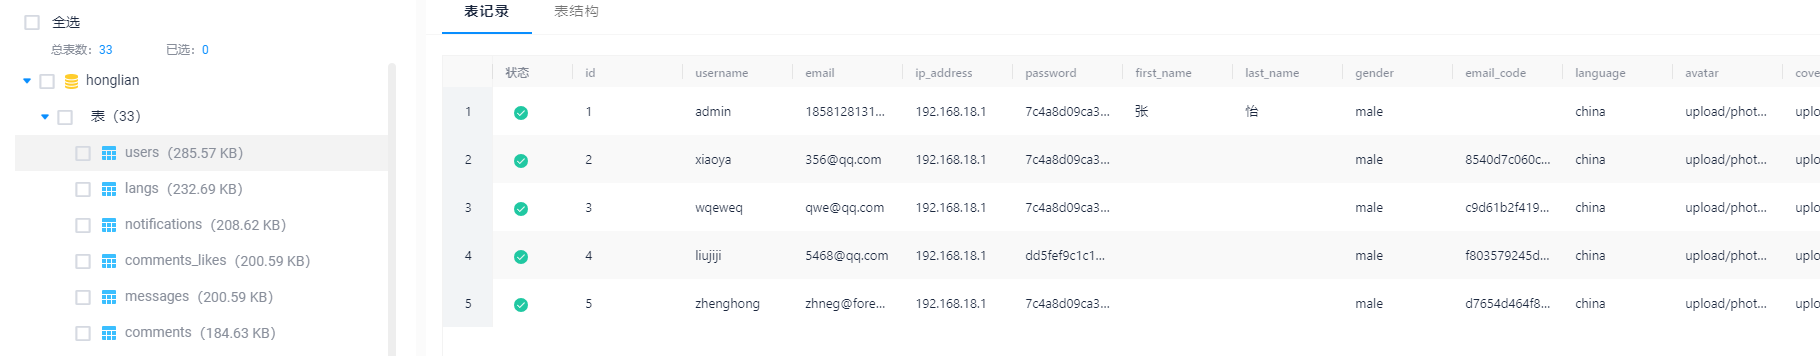 全选
总表数：33 已选：0
honglian
表（33）
users (285.57 KB)
langs (232.69 KB)
notifications (208.62 KB)
comments_likes (200.59 KB)
messages (200.59 KB)
comments (184.63 KB)
表记录 表结构
状态 id username email ip_address password first_name last_name gender email_code language avatar cove
1 1 admin 1858128131... 192.168.18.1 7c4a8d09ca3... 张 怡 male china upload/phot... uplo
2 2 xiaoya 356@qq.com 192.168.18.1 7c4a8d09ca3... male 8540d7c060c... china upload/phot... uplo
3 3 wqeweq qwe@qq.com 192.168.18.1 7c4a8d09ca3... male c9d61b2f419... china upload/phot... uplo
4 4 liujiji 5468@qq.com 192.168.18.1 dd5fef9c1c1... male f803579245d... china upload/phot... uplo
5 5 zhenghong zhneg@fore... 192.168.18.1 7c4a8d09ca3... male d7654d464f8... china upload/phot... uplo